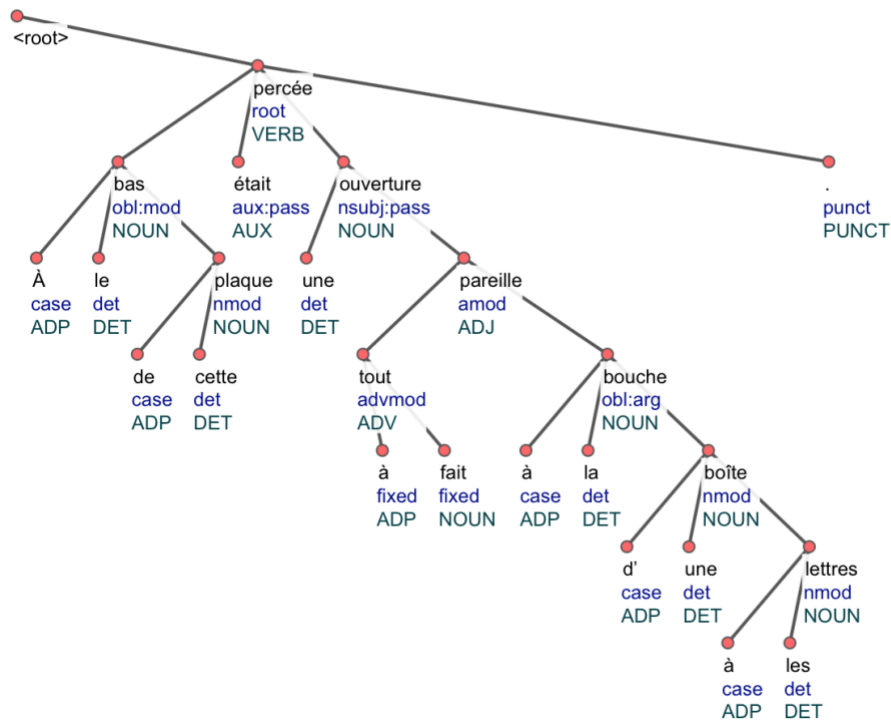 <root>
percée
root
VERB
bas
obl:mod
NOUN
était
aux:pass
AUX
ouverture
nsubj:pass
NOUN
.
punct
PUNCT
À
case
ADP
le
det
DET
plaque
nmod
NOUN
une
det
DET
pareille
amod
ADJ
de
case
ADP
cette
det
DET
tout
advmod
ADV
bouche
obl:arg
NOUN
à
fixed
ADP
fait
fixed
NOUN
à
case
ADP
la
det
DET
boîte
nmod
NOUN
d’
case
ADP
une
det
DET
lettres
nmod
NOUN
à
case
ADP
les
det
DET